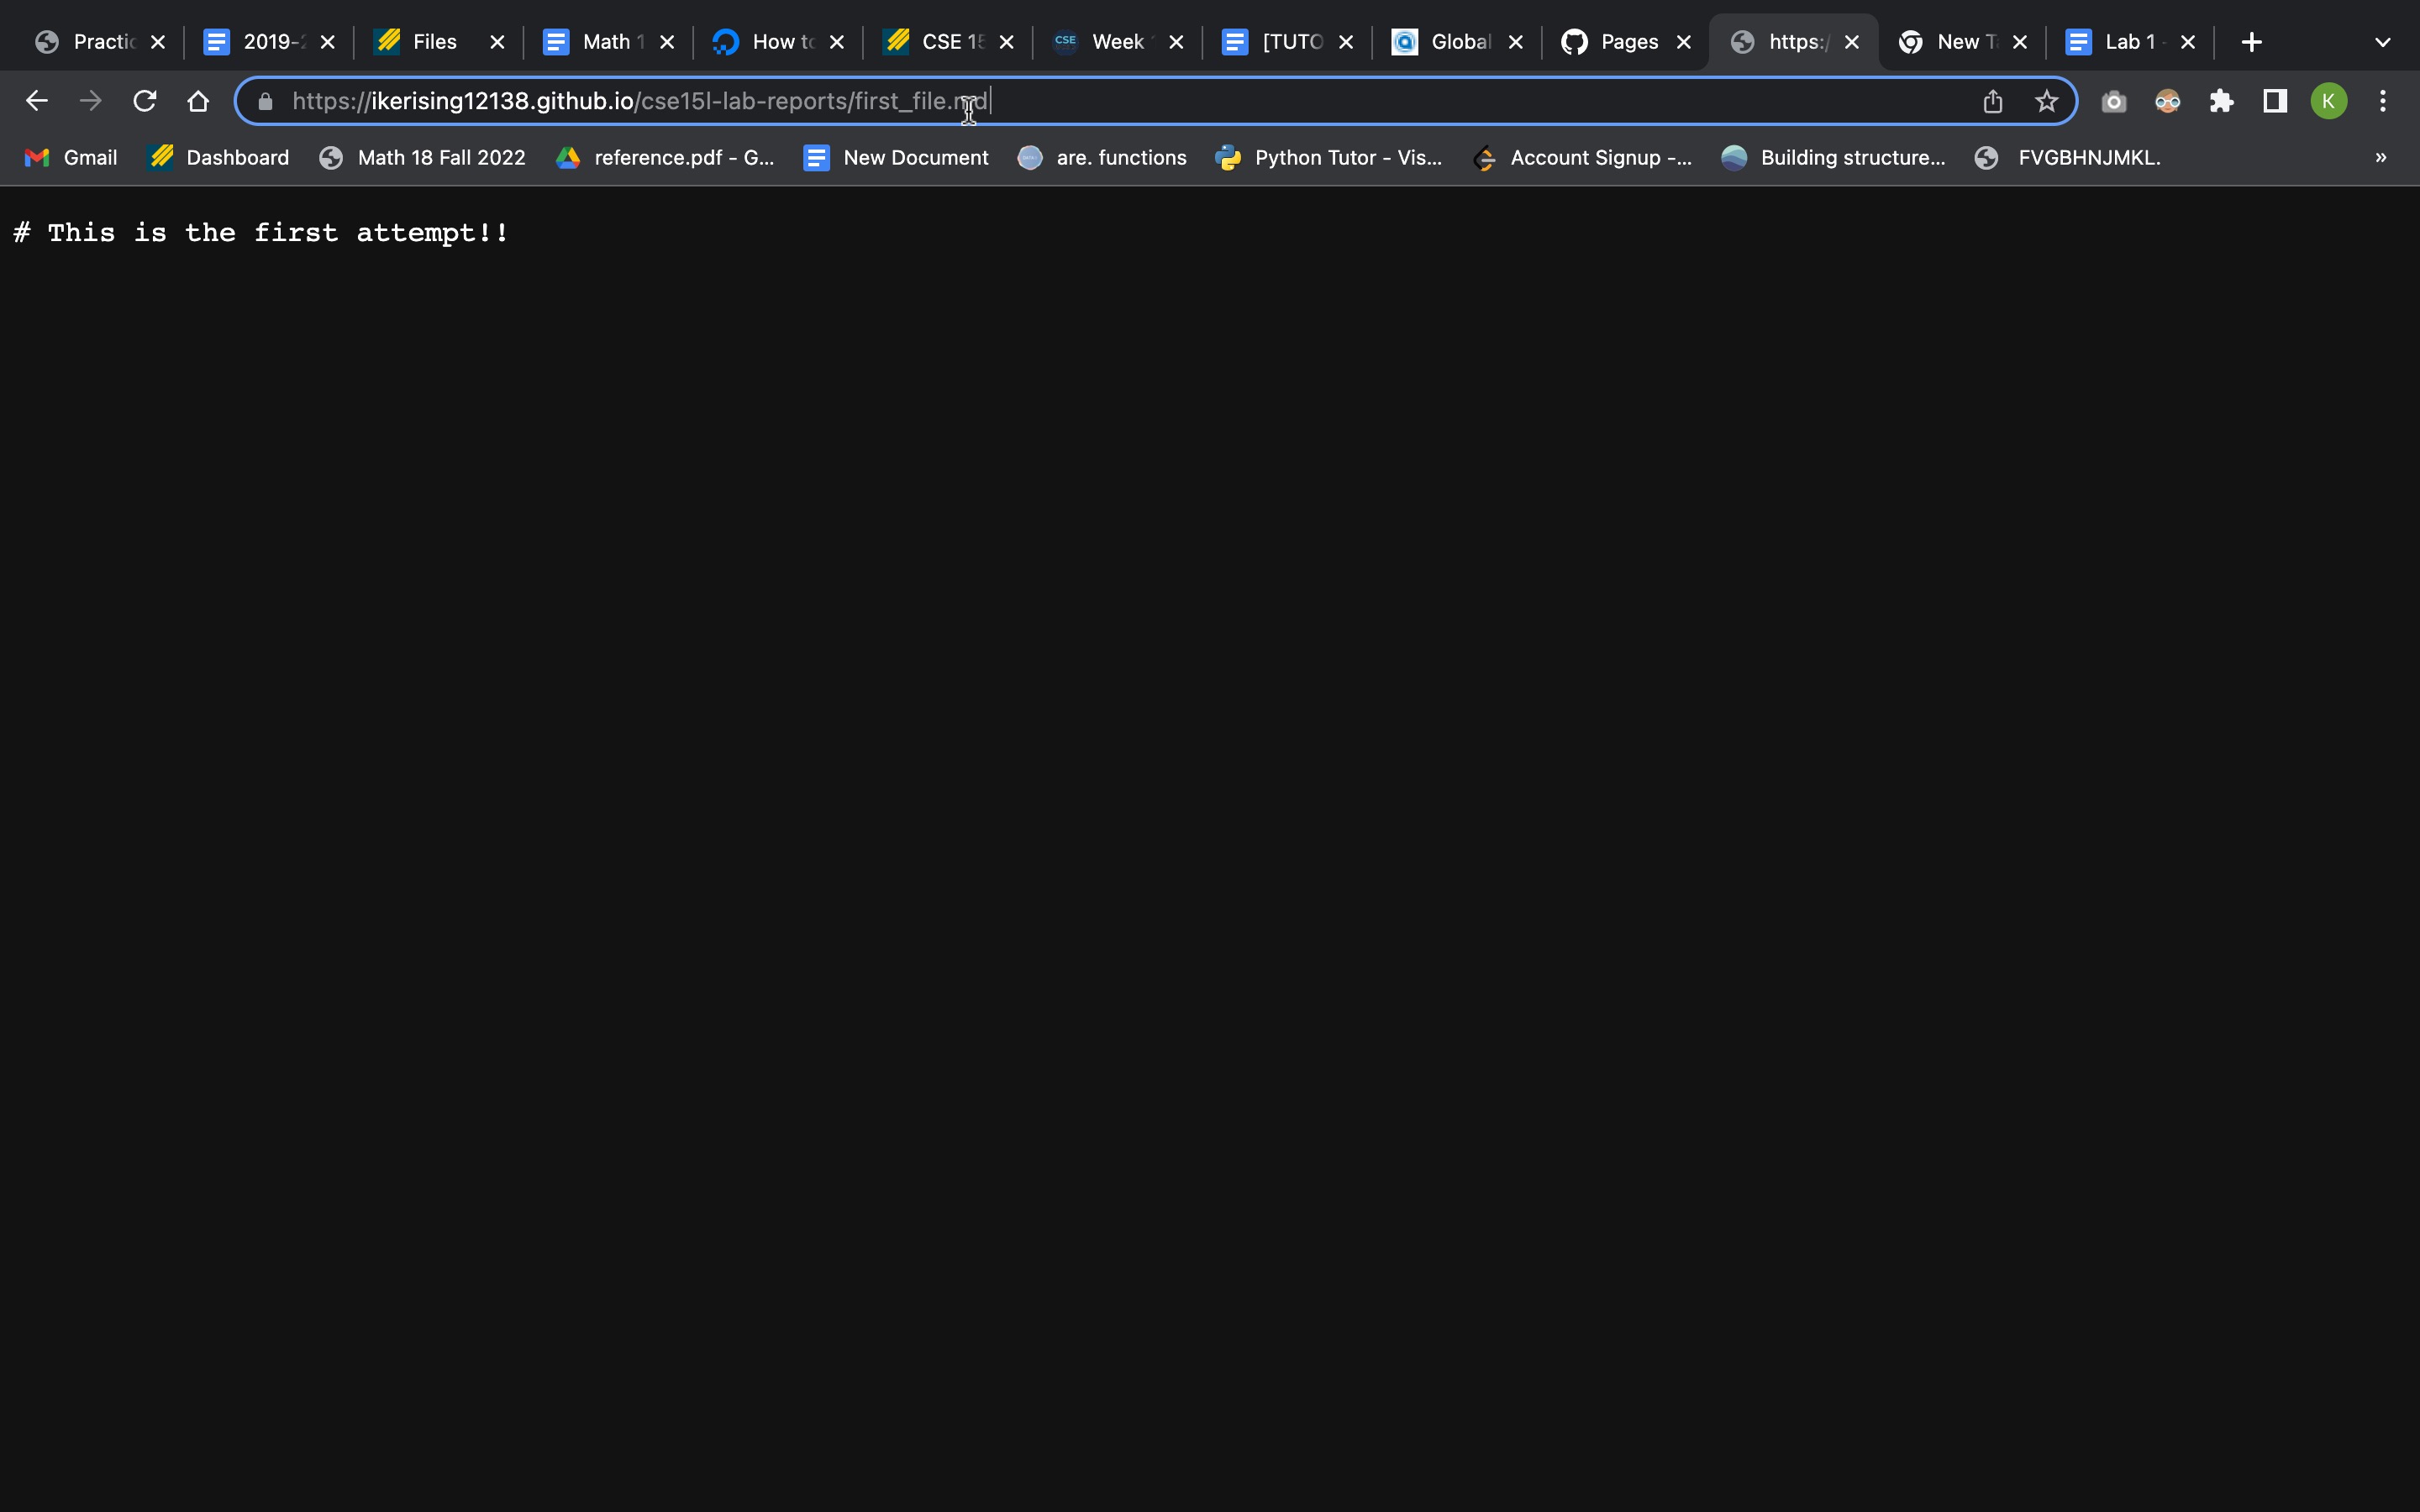 Practic 2019-2 Files Math 1 How to CSE 15 CSE Week [TUTO Global Pages https:/ New T Lab 1 -
https://ikerising12138.github.io/cse15l-lab-reports/first_file.md K
Gmail Dashboard Math 18 Fall 2022 reference.pdf - G... New Document are. functions Python Tutor - Vis... Account Signup -... Building structure... FVGBHNJMKL. »
# This is the first attempt!!